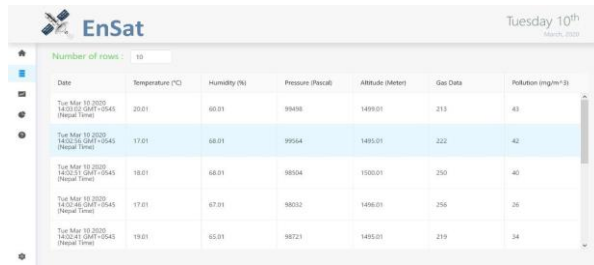 EnSat
Tuesday 10th
March, 2020
Number of rows : 10
Date Temperature (°C) Humidity (%) Pressure (Pascal) Altitude (Meter) Gas Data Pollution (mg/m^3)
Tue Mar 10 2020
14:03:02 GMT+0545
(Nepal Time)
20.01 60.01 99498 1499.01 213 43
Tue Mar 10 2020
14:02:56 GMT+0545
(Nepal Time)
17.01 68.01 99564 1495.01 222 42
Tue Mar 10 2020
14:02:51 GMT+0545
(Nepal Time)
18.01 68.01 98504 1500.01 250 40
Tue Mar 10 2020
14:02:46 GMT+0545
(Nepal Time)
17.01 67.01 98032 1496.01 256 26
Tue Mar 10 2020
14:02:41 GMT+0545
(Nepal Time)
19.01 65.01 98721 1495.01 219 34